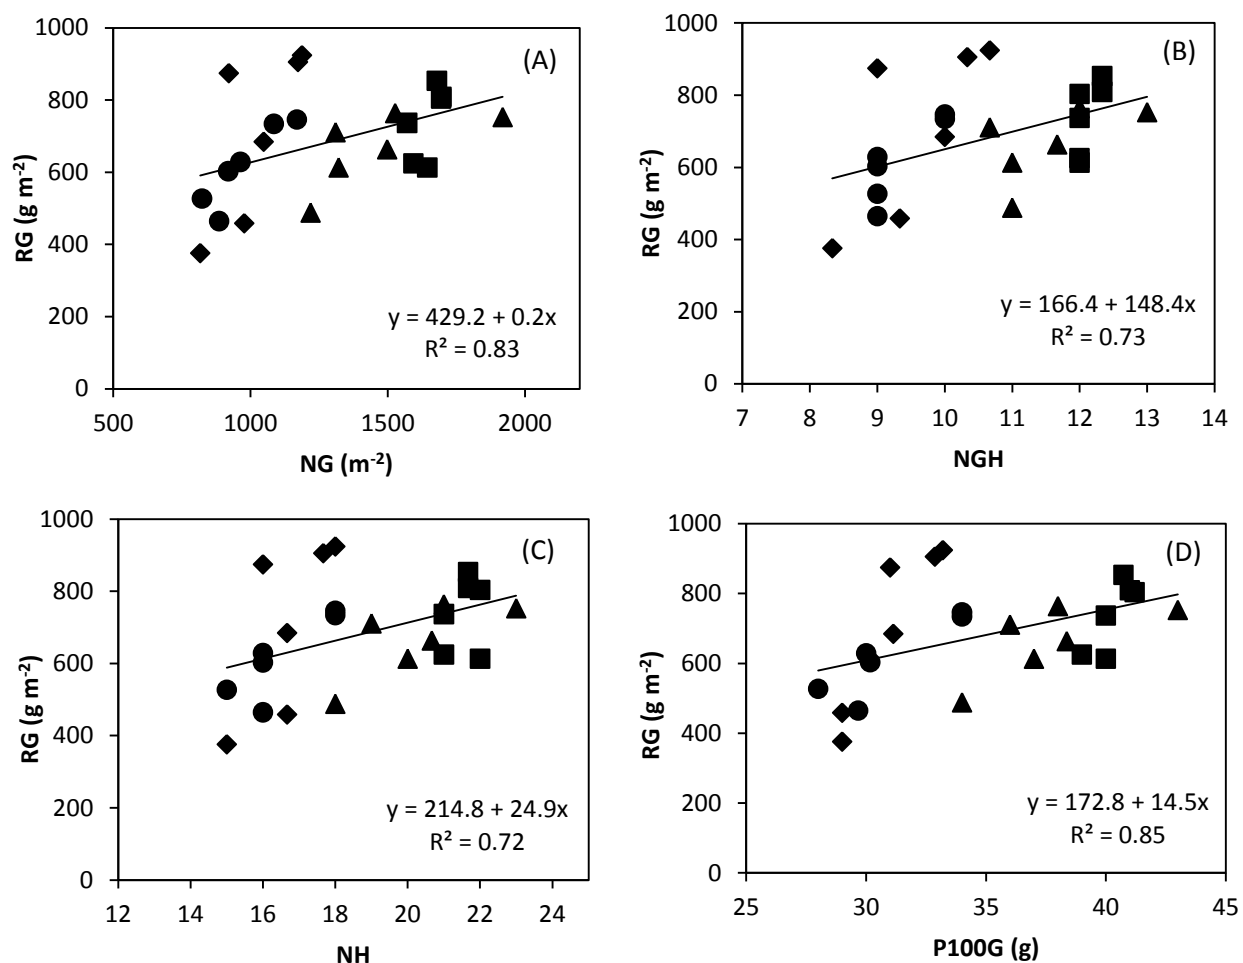 1000
800
600
400
200
0
RG (g m⁻²)
(A)
y = 429.2 + 0.2x
R² = 0.83
500 1000 1500 2000
NG (m⁻²)
1000
800
600
400
200
0
RG (g m⁻²)
(B)
y = 166.4 + 148.4x
R² = 0.73
7 8 9 10 11 12 13 14
NGH
1000
800
600
400
200
0
RG (g m⁻²)
(C)
y = 214.8 + 24.9x
R² = 0.72
12 14 16 18 20 22 24
NH
1000
800
600
400
200
0
RG (g m⁻²)
(D)
y = 172.8 + 14.5x
R² = 0.85
25 30 35 40 45
P100G (g)